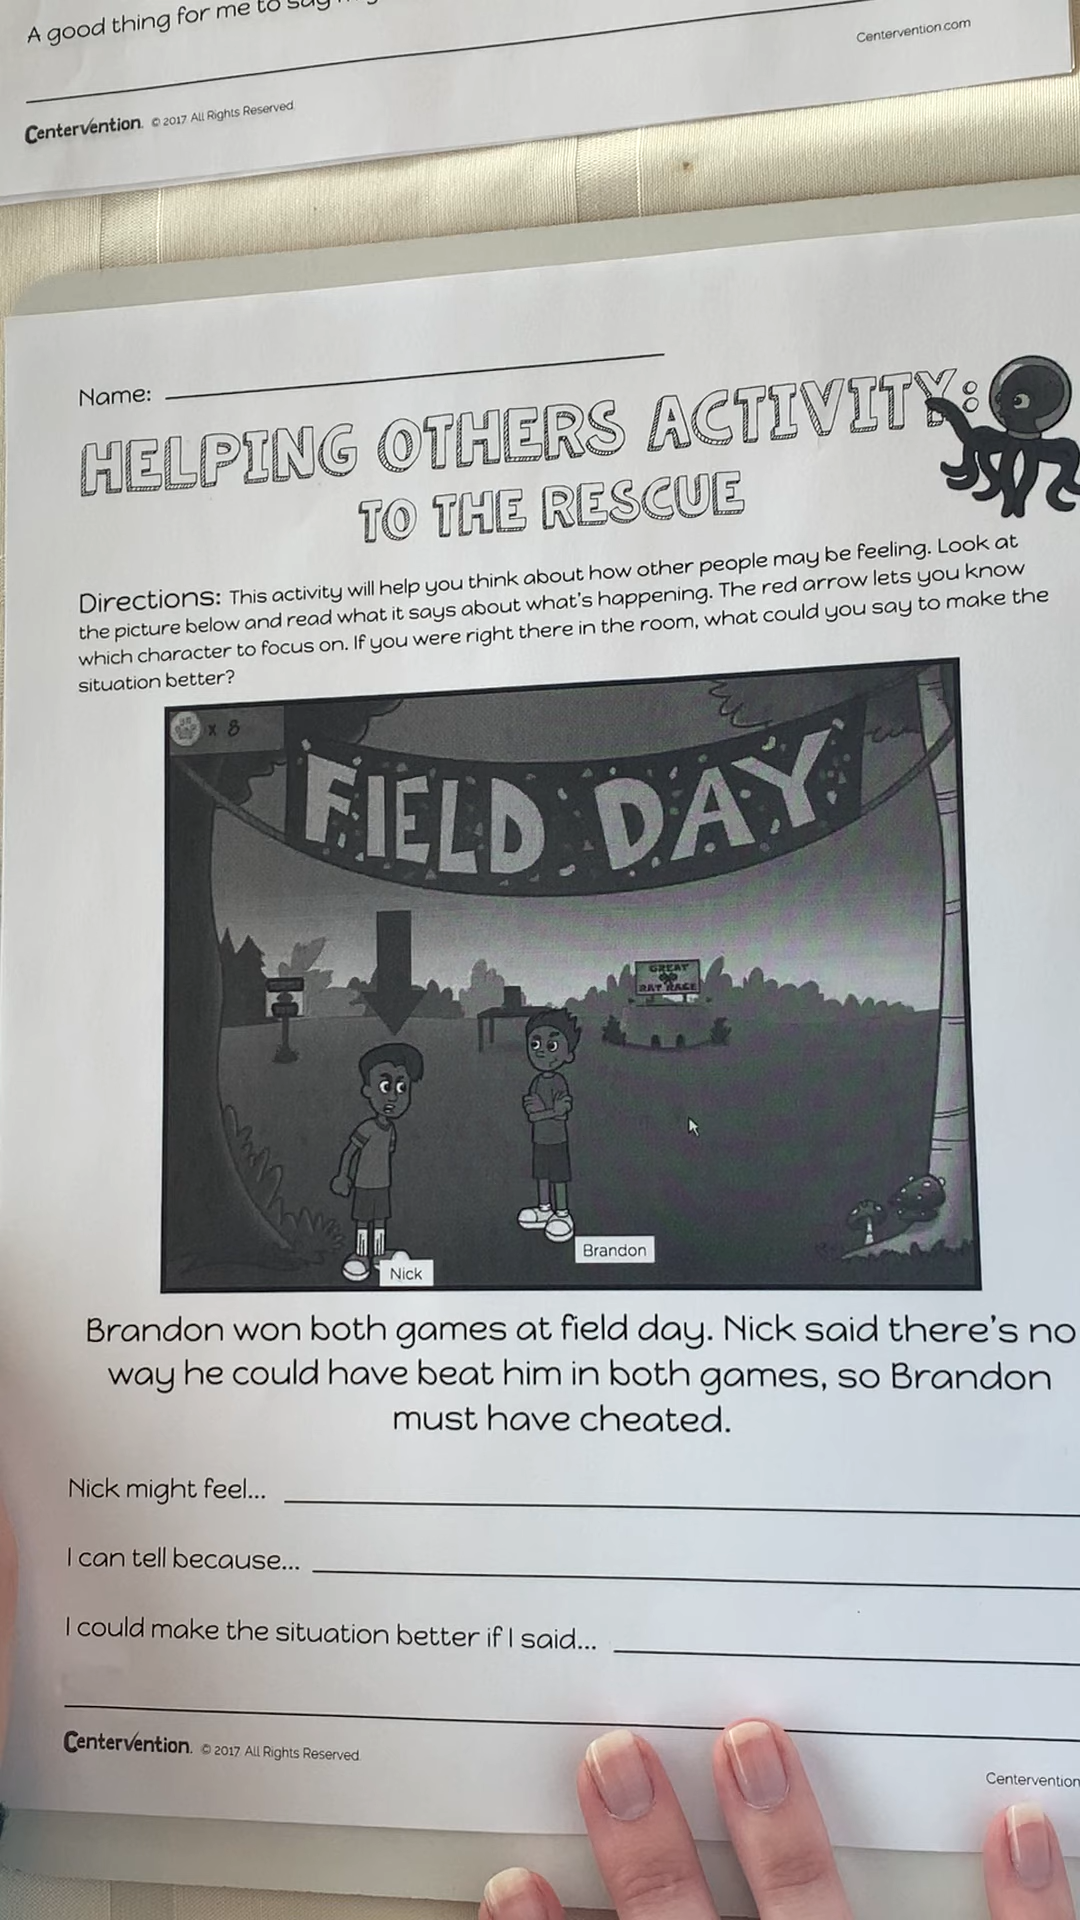 A good thing for me to say
Centervention.com
Centervention. © 2017 All Rights Reserved
Name:
HELPING OTHERS ACTIVITY:
TO THE RESCUE
Directions: This activity will help you think about how other people may be feeling. Look at
the picture below and read what it says about what's happening. The red arrow lets you know
which character to focus on. If you were right there in the room, what could you say to make the
situation better?
x 8
FIELD DAY
GREAT
RAT RACE
Brandon
Nick
Brandon won both games at field day. Nick said there's no
way he could have beat him in both games, so Brandon
must have cheated.
Nick might feel...
I can tell because...
I could make the situation better if I said...
Centervention. © 2017 All Rights Reserved.
Centervention